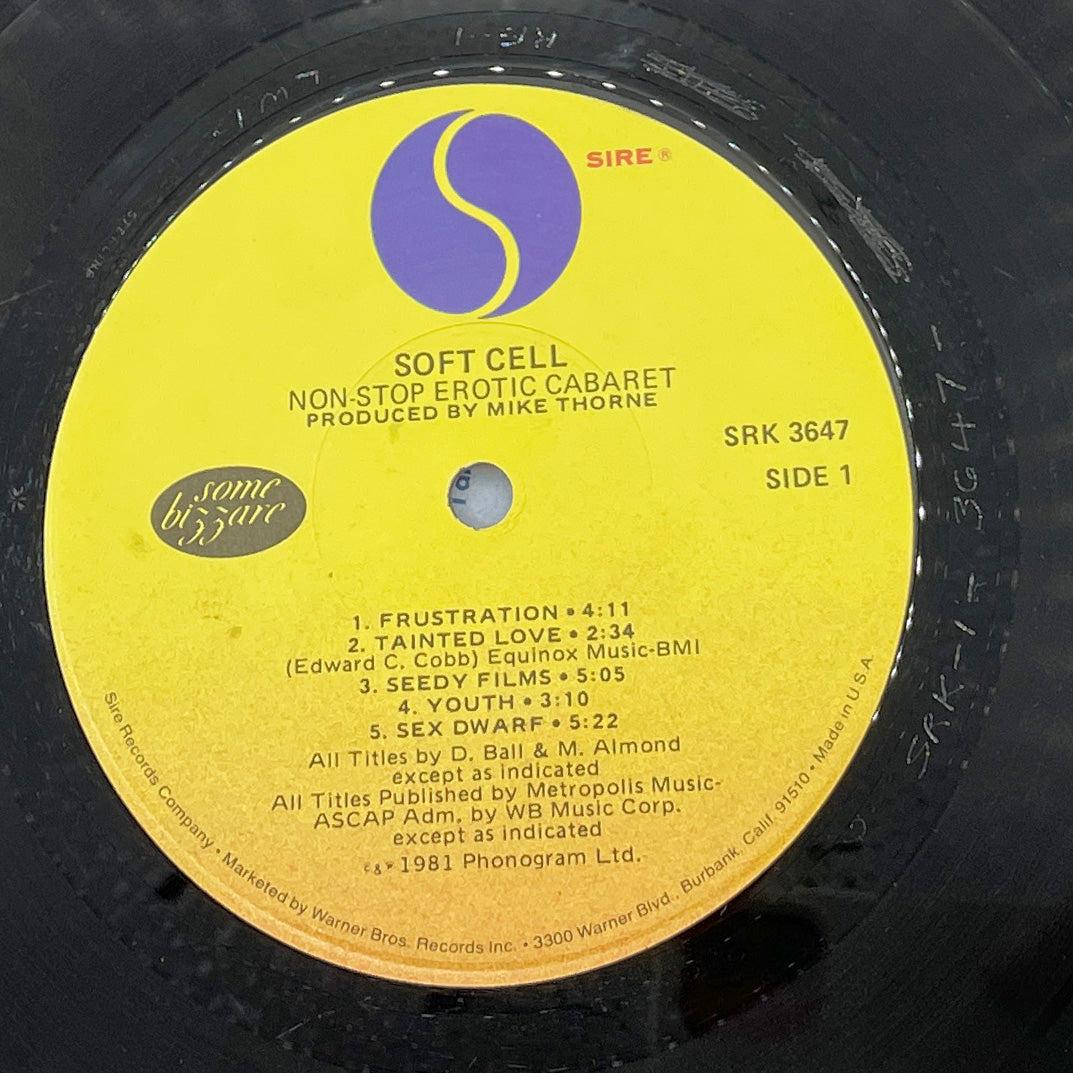 SIRE ®
SOFT CELL
NON-STOP EROTIC CABARET
PRODUCED BY MIKE THORNE
SRK 3647
SIDE 1
some
bizzare
1. FRUSTRATION • 4:11
2. TAINTED LOVE • 2:34
(Edward C. Cobb) Equinox Music-BMI
3. SEEDY FILMS • 5:05
4. YOUTH • 3:10
5. SEX DWARF • 5:22
All Titles by D. Ball & M. Almond
except as indicated
All Titles Published by Metropolis Music-
ASCAP Adm. by WB Music Corp.
except as indicated
© & ℗ 1981 Phonogram Ltd.
Sire Records Company • Marketed by Warner Bros. Records Inc. • 3300 Warner Blvd., Burbank, Calif. 91510 • Made in U.S.A.
STERLING